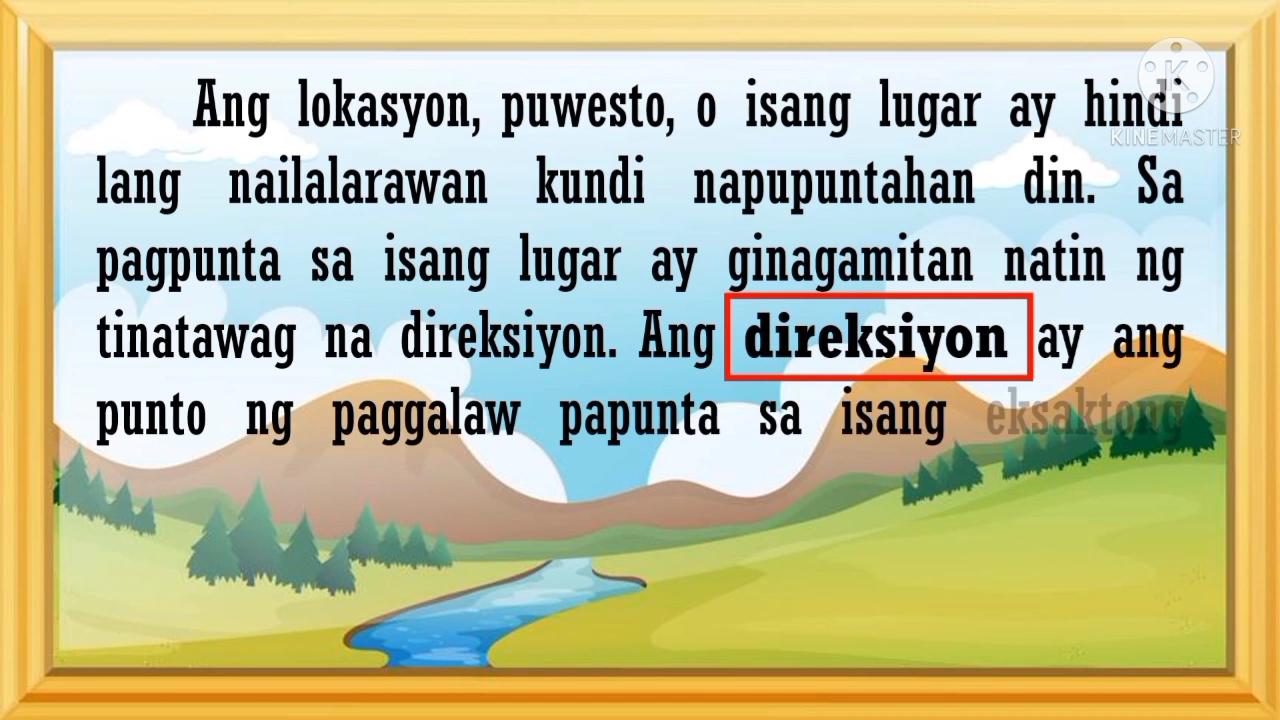 Ang lokasyon, puwesto, o isang lugar ay hindi
lang nailalarawan kundi napupuntahan din. Sa
pagpunta sa isang lugar ay ginagamitan natin ng
tinatawag na direksiyon. Ang direksiyon ay ang
punto ng paggalaw papunta sa isang eksaktong
K
KINEMASTER